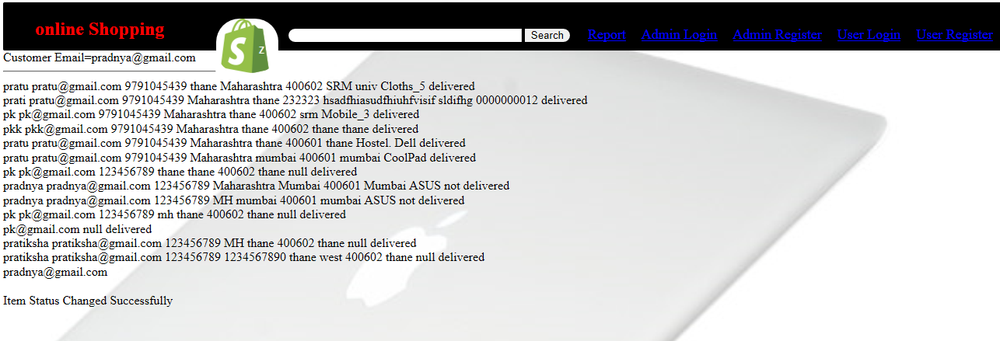 online Shopping
S Z
Search
Report Admin Login Admin Register User Login User Register
Customer Email=pradnya@gmail.com
pratu pratu@gmail.com 9791045439 thane Maharashtra 400602 SRM univ Cloths_5 delivered
prati pratu@gmail.com 9791045439 Maharashtra thane 232323 hsadfhiasudfhiuhfvisif sldifhg 0000000012 delivered
pk pk@gmail.com 9791045439 Maharashtra thane 400602 srm Mobile_3 delivered
pkk pkk@gmail.com 9791045439 Maharashtra thane 400602 thane thane delivered
pratu pratu@gmail.com 9791045439 Maharashtra thane 400601 thane Hostel. Dell delivered
pratu pratu@gmail.com 9791045439 Maharashtra mumbai 400601 mumbai CoolPad delivered
pk pk@gmail.com 123456789 thane thane 400602 thane null delivered
pradnya pradnya@gmail.com 123456789 Maharashtra Mumbai 400601 Mumbai ASUS not delivered
pradnya pradnya@gmail.com 123456789 MH mumbai 400601 mumbai ASUS not delivered
pk pk@gmail.com 123456789 mh thane 400602 thane null delivered
pk@gmail.com null delivered
pratiksha pratiksha@gmail.com 123456789 MH thane 400602 thane null delivered
pratiksha pratiksha@gmail.com 123456789 1234567890 thane west 400602 thane null delivered
pradnya@gmail.com
Item Status Changed Successfully